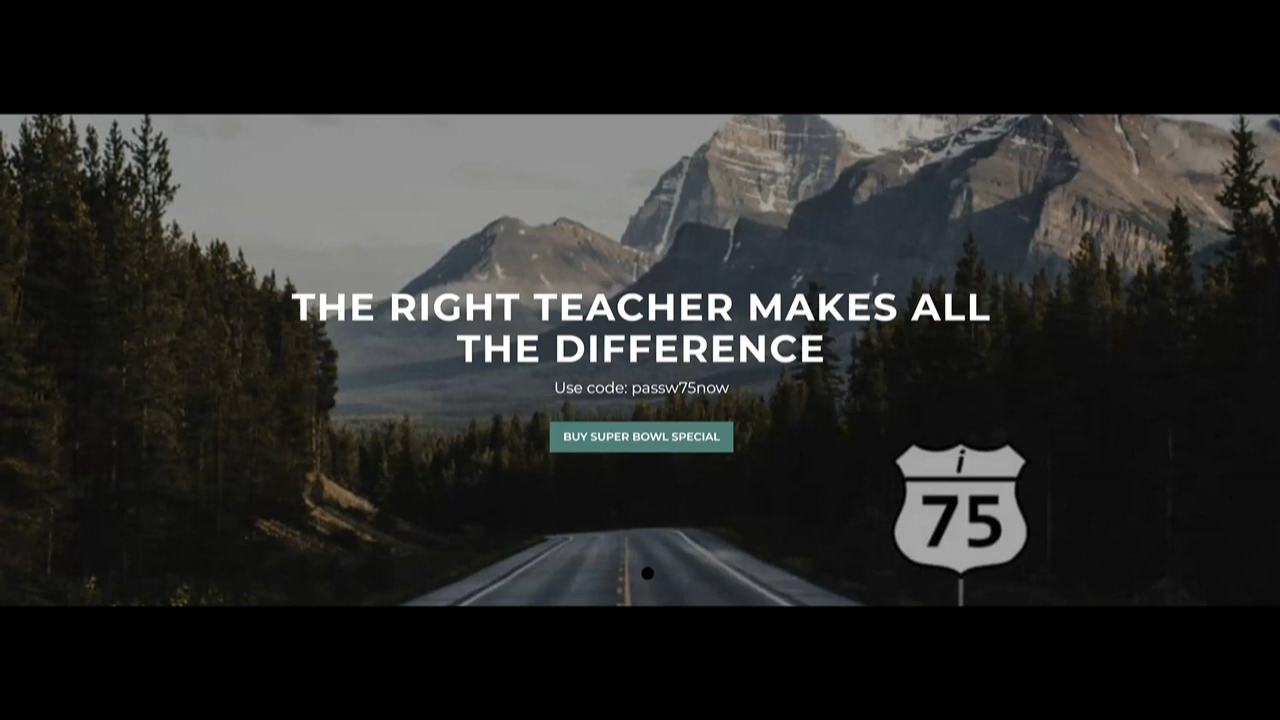 THE RIGHT TEACHER MAKES ALL
THE DIFFERENCE
Use code: passw75now
BUY SUPER BOWL SPECIAL
i
75